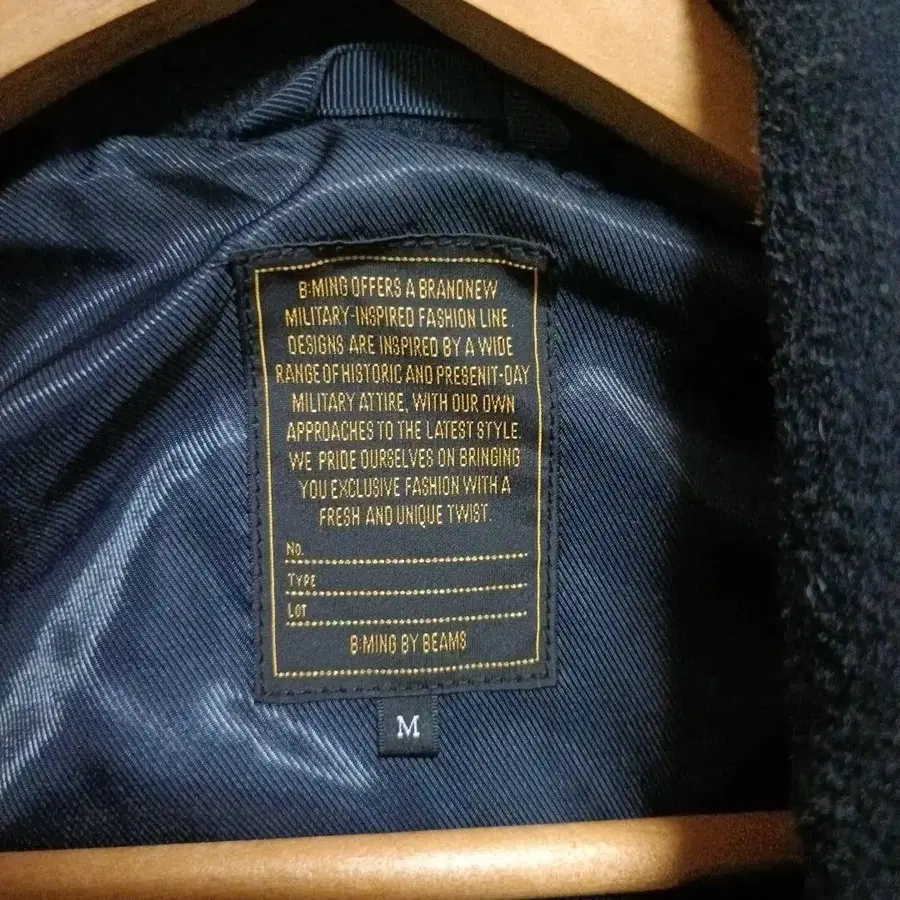 B:MING OFFERS A BRANDNEW
MILITARY-INSPIRED FASHION LINE.
DESIGNS ARE INSPIRED BY A WIDE
RANGE OF HISTORIC AND PRESENIT-DAY
MILITARY ATTIRE, WITH OUR OWN
APPROACHES TO THE LATEST STYLE.
WE PRIDE OURSELVES ON BRINGING
YOU EXCLUSIVE FASHION WITH A
FRESH AND UNIQUE TWIST.
No.
TYPE
LOT
B:MING BY BEAMS
M